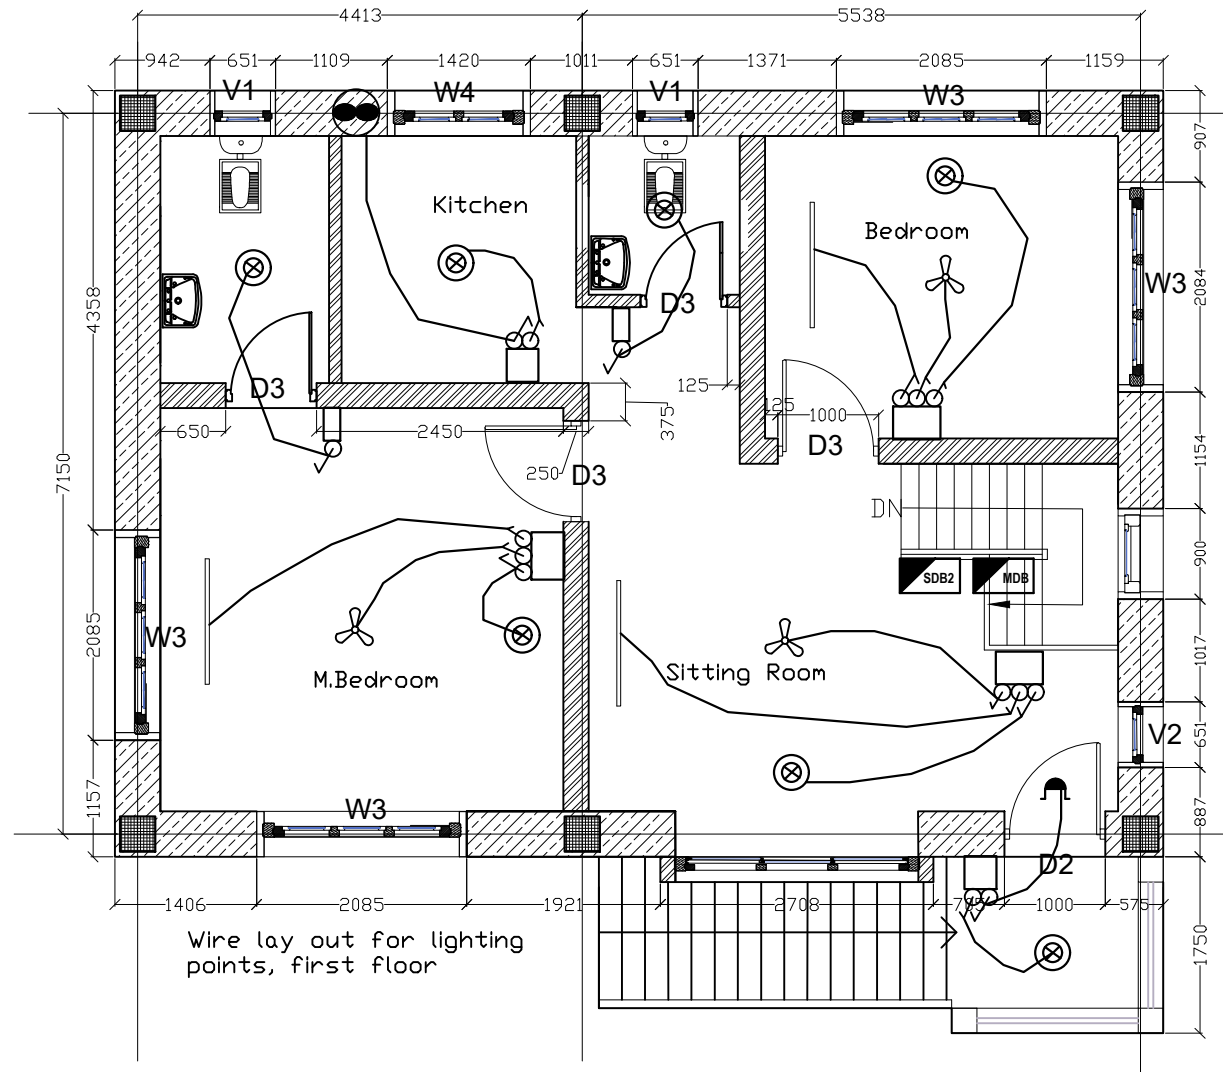 4413
5538
942
651
1109
1420
1011
651
1371
2085
1159
V1
W4
V1
W3
907
Kitchen
Bedroom
W3
2084
4358
D3
D3
125
125
1000
375
650
2450
D3
250
D3
1154
7150
DN
900
SDB2
MDB
2085
W3
M.Bedroom
Sitting Room
1017
V2
651
1157
W3
887
D2
1406
2085
1921
2708
1000
575
1750
Wire lay out for lighting
points, first floor